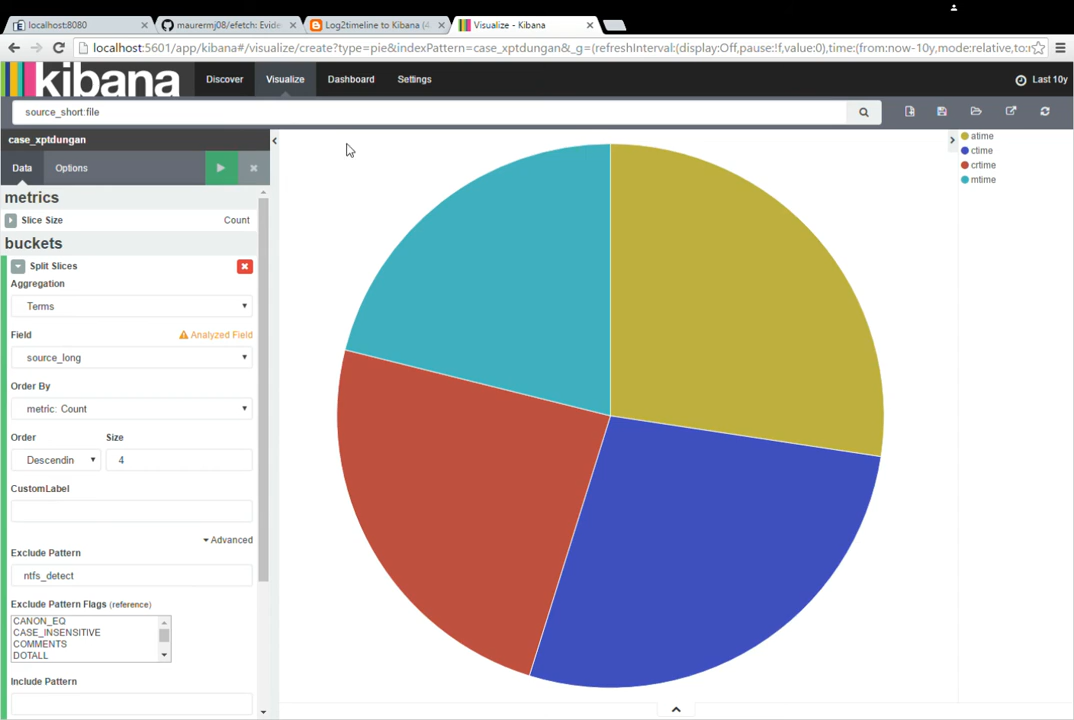 localhost:8080
maurermj08/efetch: Evide
Log2timeline to Kibana (4.
Visualize - Kibana
localhost:5601/app/kibana#/visualize/create?type=pie&indexPattern=case_xptdungan&_g=(refreshInterval:(display:Off,pause:!f,value:0),time:(from:now-10y,mode:relative,to:n
kibana
Discover
Visualize
Dashboard
Settings
Last 10y
source_short:file
case_xptdungan
Data
Options
metrics
Slice Size
Count
buckets
Split Slices
Aggregation
Terms
Field
Analyzed Field
source_long
Order By
metric: Count
Order
Size
Descendin
4
CustomLabel
Advanced
Exclude Pattern
ntfs_detect
Exclude Pattern Flags (reference)
CANON_EQ
CASE_INSENSITIVE
COMMENTS
DOTALL
Include Pattern
atime
ctime
crtime
mtime